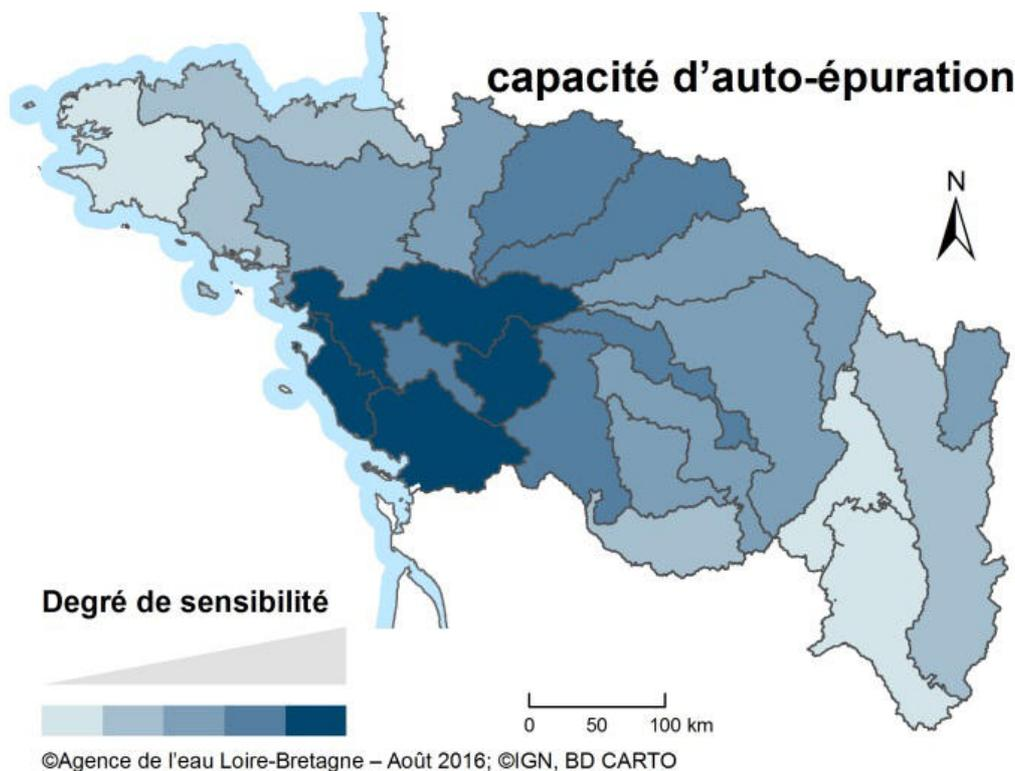 capacité d’auto-épuration
N
Degré de sensibilité
0 50 100 km
©Agence de l'eau Loire-Bretagne – Août 2016; ©IGN, BD CARTO